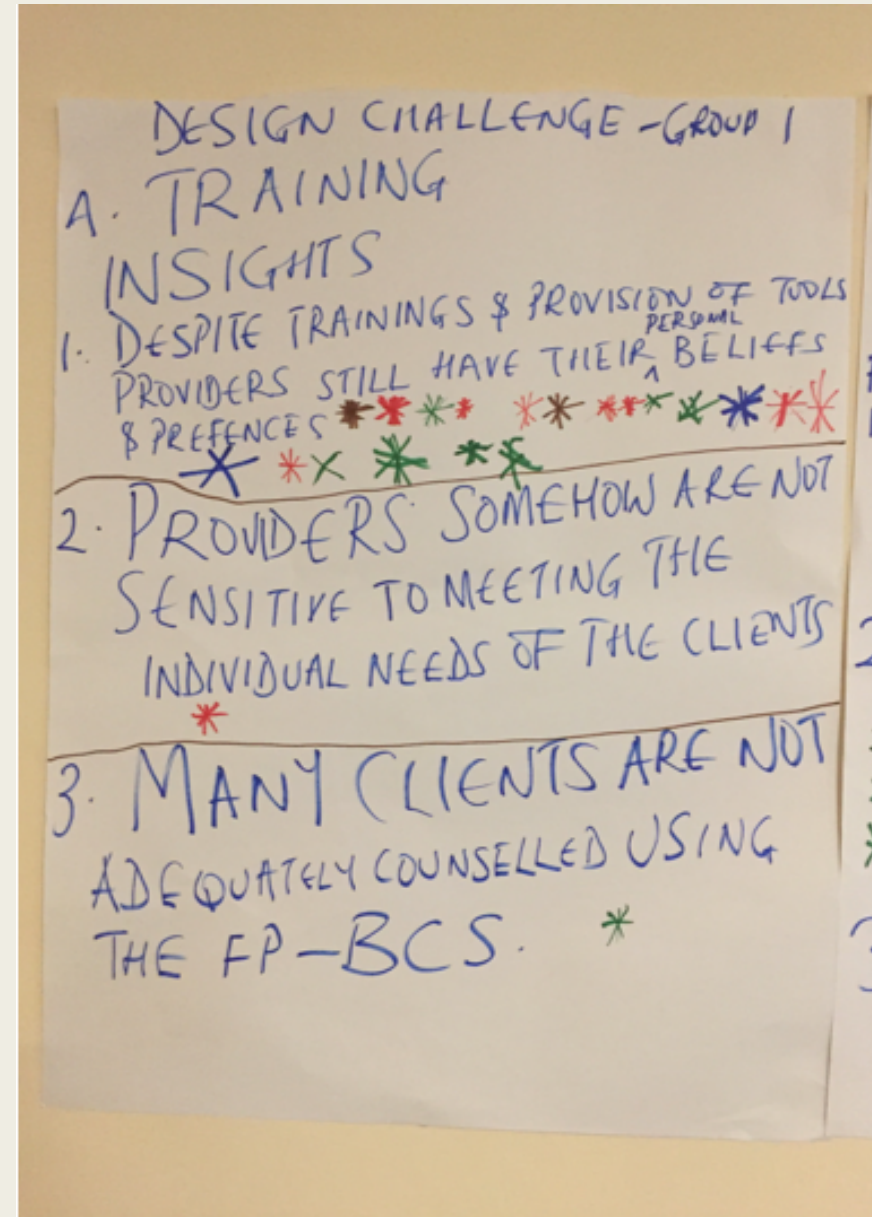 DESIGN CHALLENGE - GROUP 1
A. TRAINING
INSIGHTS
1. DESPITE TRAININGS & PROVISION OF TOOLS
PROVIDERS STILL HAVE THEIR PERSONAL BELIEFS
& PREFENCES
2. PROVIDERS SOMEHOW ARE NOT
SENSITIVE TO MEETING THE
INDIVIDUAL NEEDS OF THE CLIENTS
3. MANY CLIENTS ARE NOT
ADEQUATELY COUNSELLED USING
THE FP-BCS.